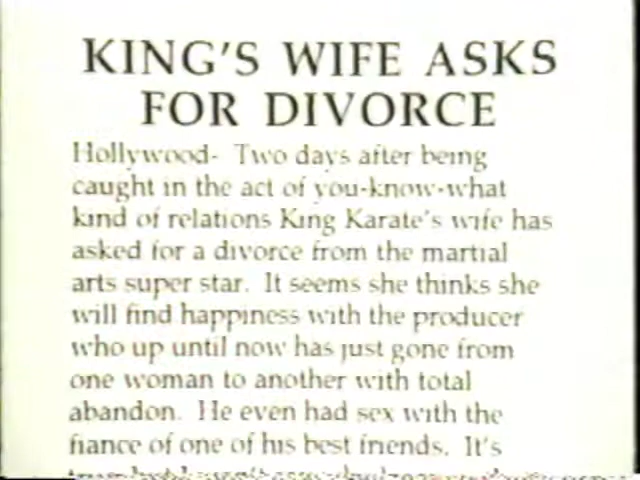 KING'S WIFE ASKS
FOR DIVORCE
Hollywood- Two days after being
caught in the act of you-know-what
kind of relations King Karate's wife has
asked for a divorce from the martial
arts super star. It seems she thinks she
will find happiness with the producer
who up until now has just gone from
one woman to another with total
abandon. He even had sex with the
fiance of one of his best friends. It's